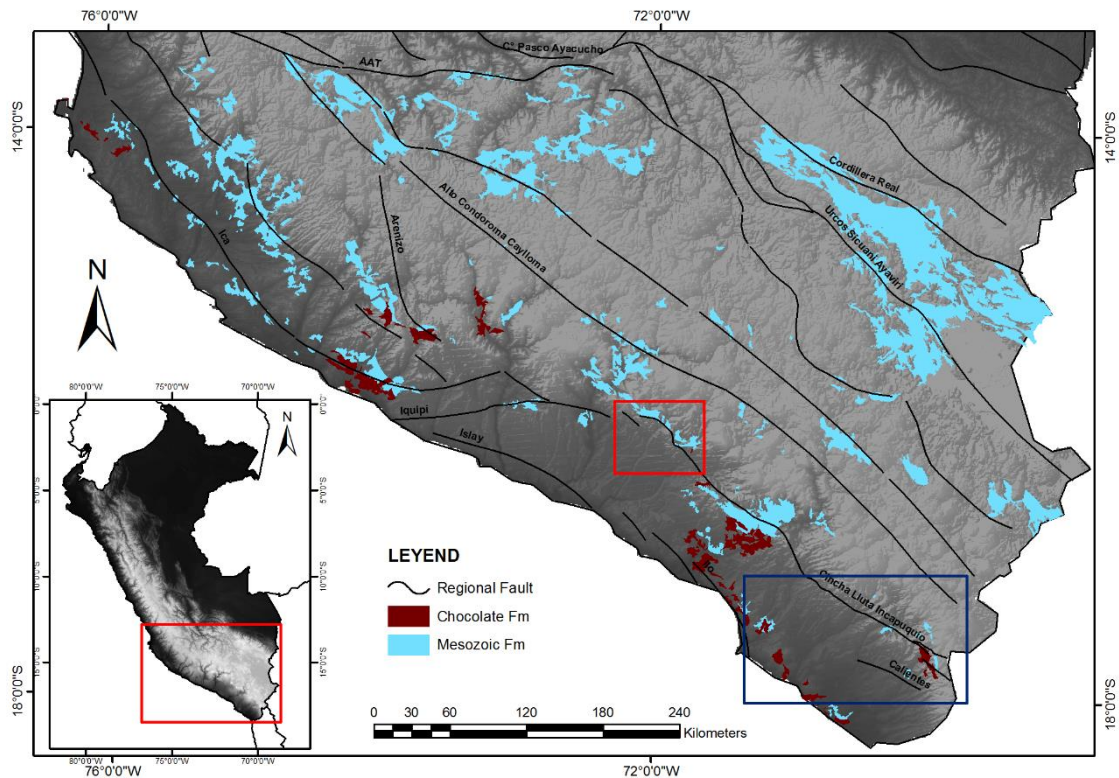 76°0'0"W
72°0'0"W
C° Pasco Ayacucho
AAT
14°0'0"S
14°0'0"S
Cordillera Real
Urcos Sicuani Ayaviri
Alto Condoroma Caylloma
Arenizo
Ica
N
80°0'0"W
75°0'0"W
70°0'0"W
N
Iquipi
Islay
LEYEND
Regional Fault
Chocolate Fm
Mesozoic Fm
Cincha Lluta Incapuquio
Calientes
18°0'0"S
18°0'0"S
0 30 60 120 180 240
Kilometers
80°0'0"W
75°0'0"W
70°0'0"W
76°0'0"W
72°0'0"W